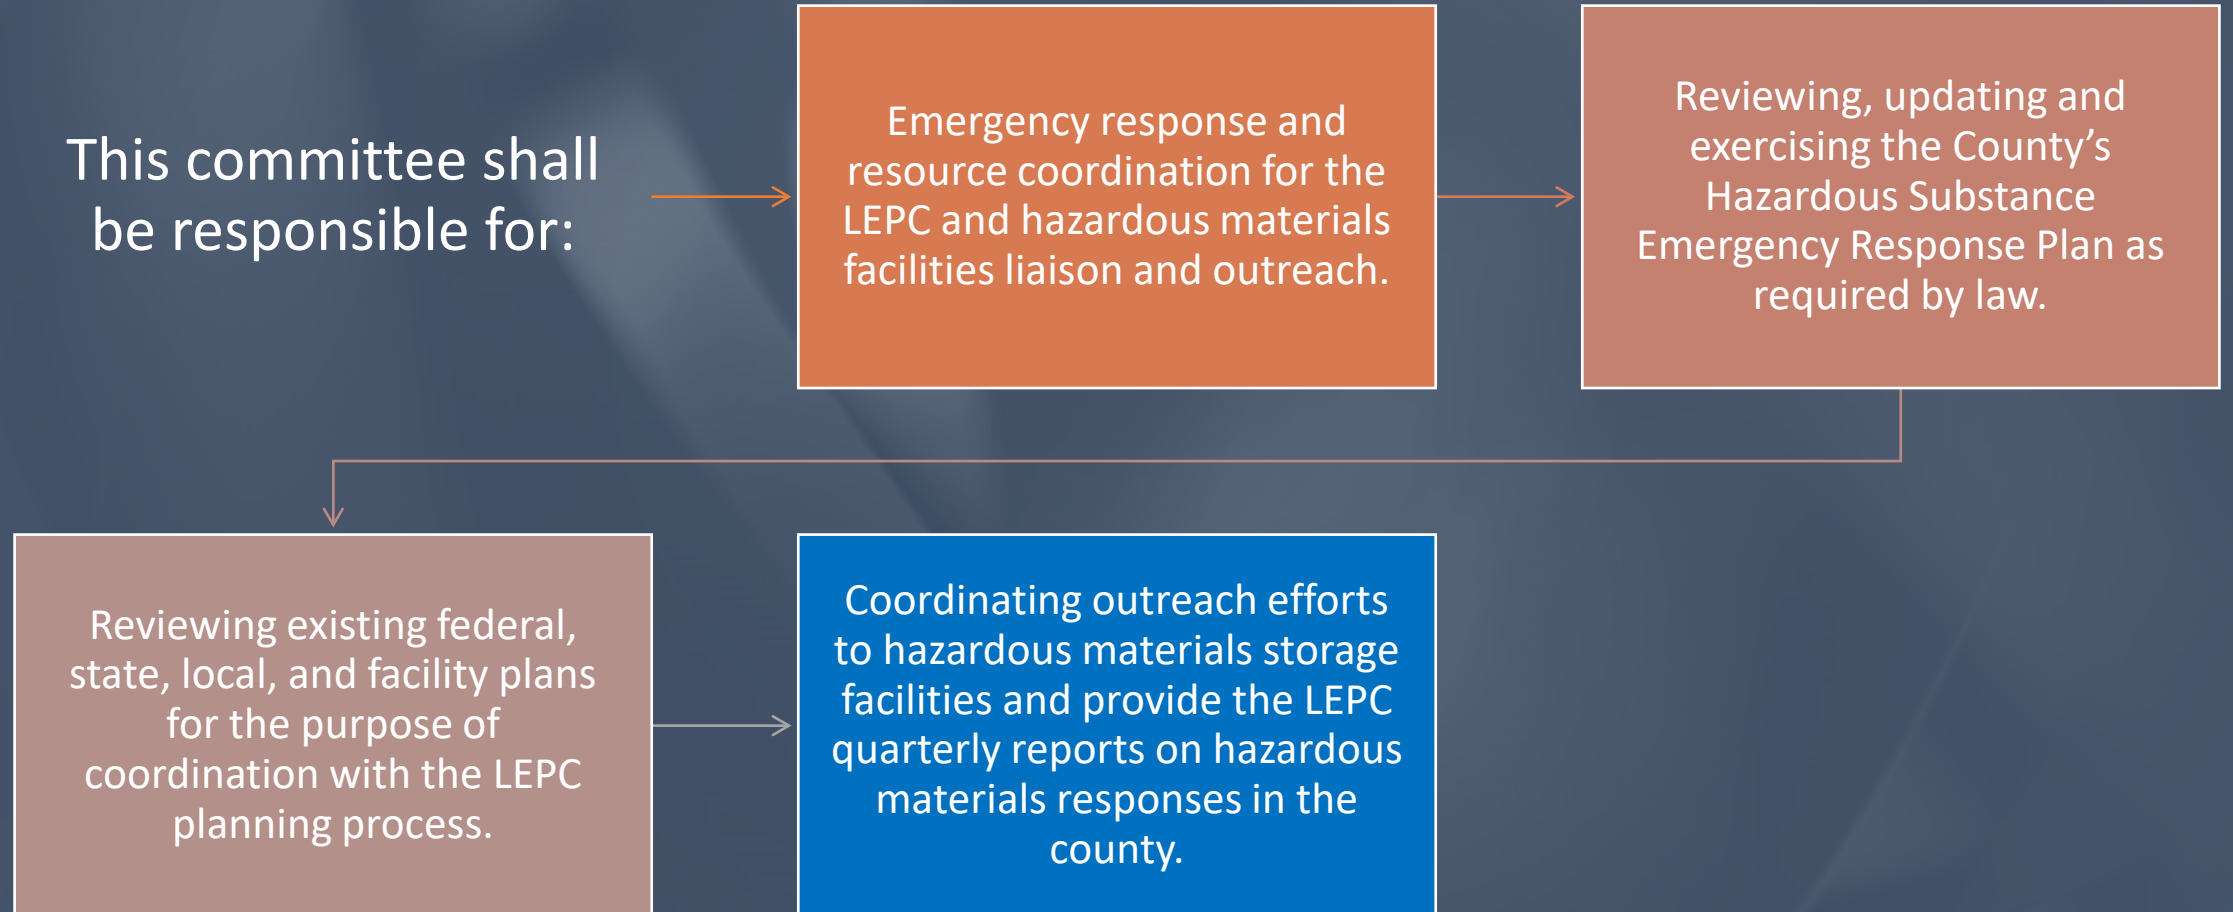 This committee shall
be responsible for:
Emergency response and
resource coordination for the
LEPC and hazardous materials
facilities liaison and outreach.
Reviewing, updating and
exercising the County’s
Hazardous Substance
Emergency Response Plan as
required by law.
Reviewing existing federal,
state, local, and facility plans
for the purpose of
coordination with the LEPC
planning process.
Coordinating outreach efforts
to hazardous materials storage
facilities and provide the LEPC
quarterly reports on hazardous
materials responses in the
county.